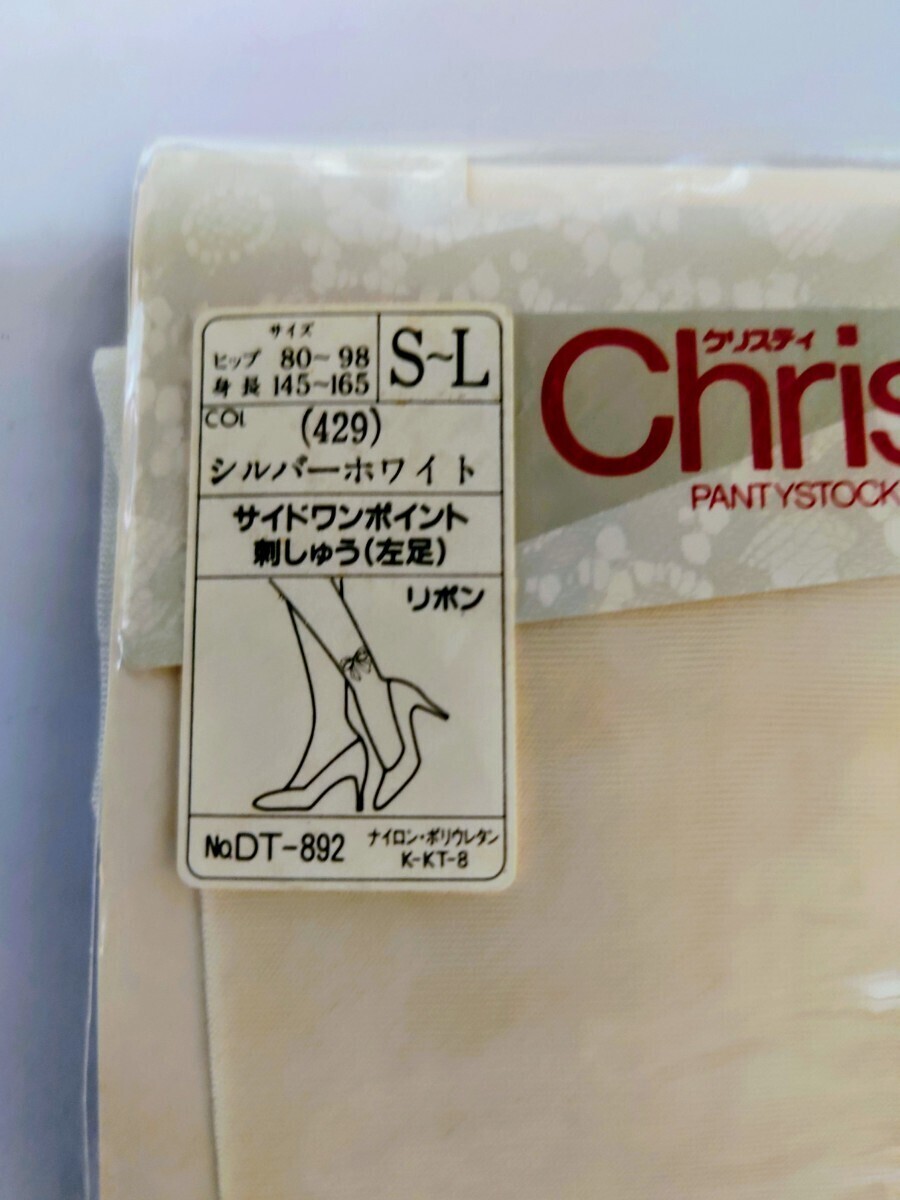 サイズ
ヒップ 80～98
身長 145～165
S~L
COL (429)
シルバーホワイト
サイドワンポイント
刺しゅう(左足)
リボン
No.DT-892
ナイロン・ポリウレタン
K-KT-8
クリスティ
Chris
PANTYSTOCK